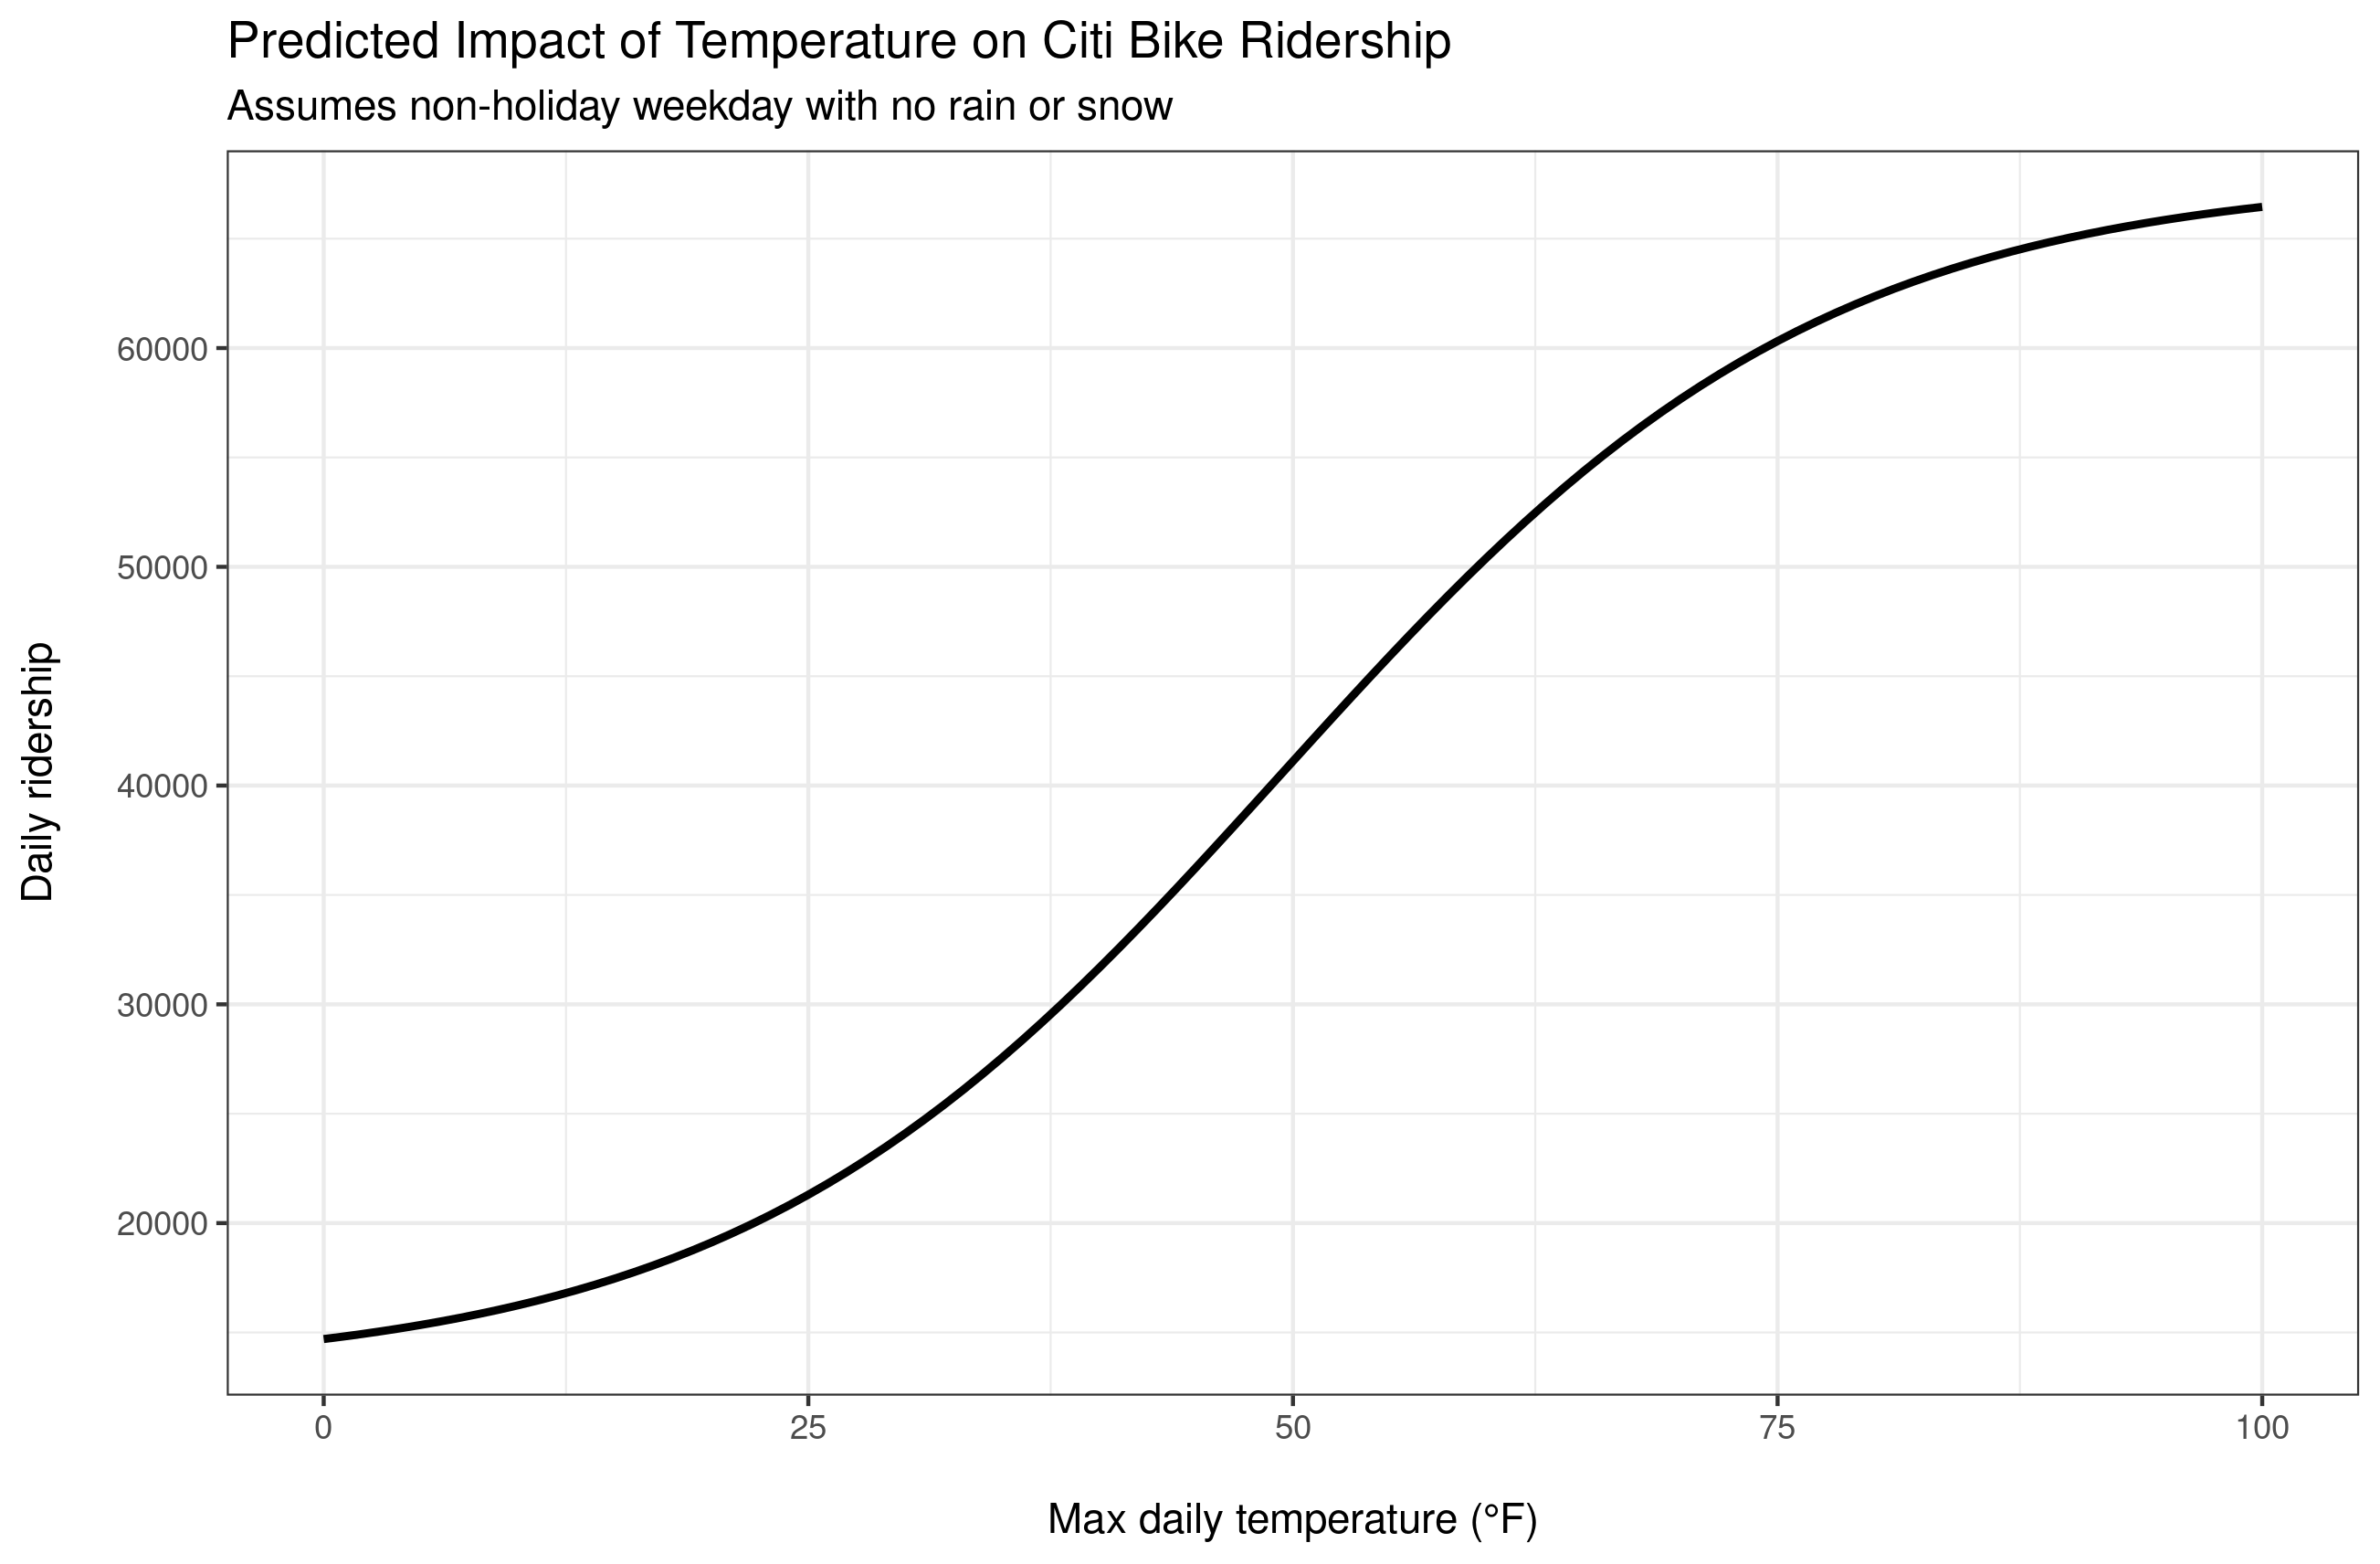 Predicted Impact of Temperature on Citi Bike Ridership
Assumes non-holiday weekday with no rain or snow
Daily ridership
60000
50000
40000
30000
20000
0 25 50 75 100
Max daily temperature (°F)